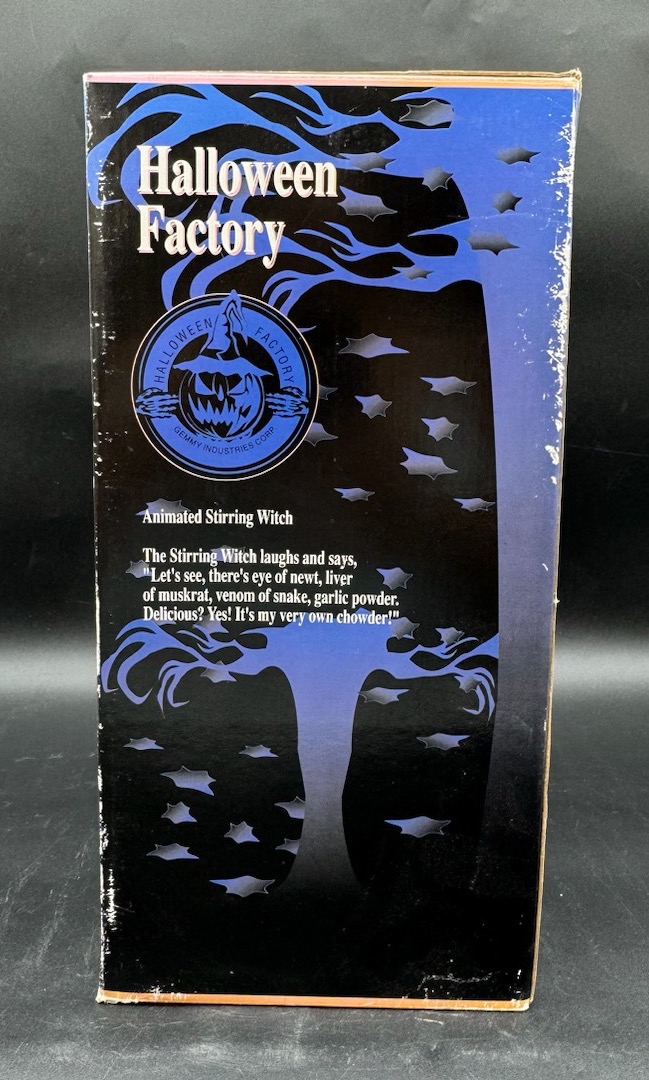 Halloween
Factory
HALLOWEEN FACTORY
GEMMY INDUSTRIES CORP.
Animated Stirring Witch
The Stirring Witch laughs and says,
"Let's see, there's eye of newt, liver
of muskrat, venom of snake, garlic powder.
Delicious? Yes! It's my very own chowder!"